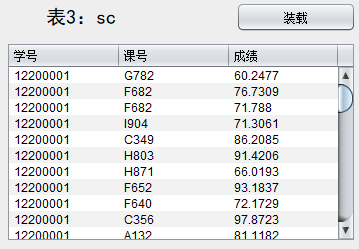 表3：sc
装载
学号 课号 成绩
12200001 G782 60.2477
12200001 F682 76.7309
12200001 F682 71.788
12200001 I904 71.3061
12200001 C349 86.2085
12200001 H803 91.4206
12200001 H871 66.0193
12200001 F652 93.1837
12200001 F640 72.1729
12200001 C356 97.8723
12200001 A132 81.1182